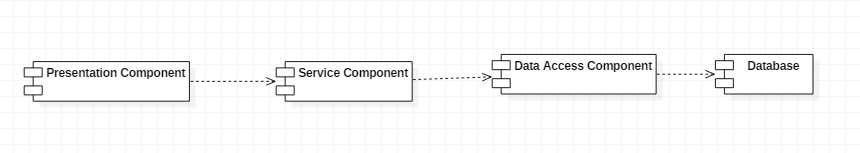 Presentation Component
Service Component
Data Access Component
Database